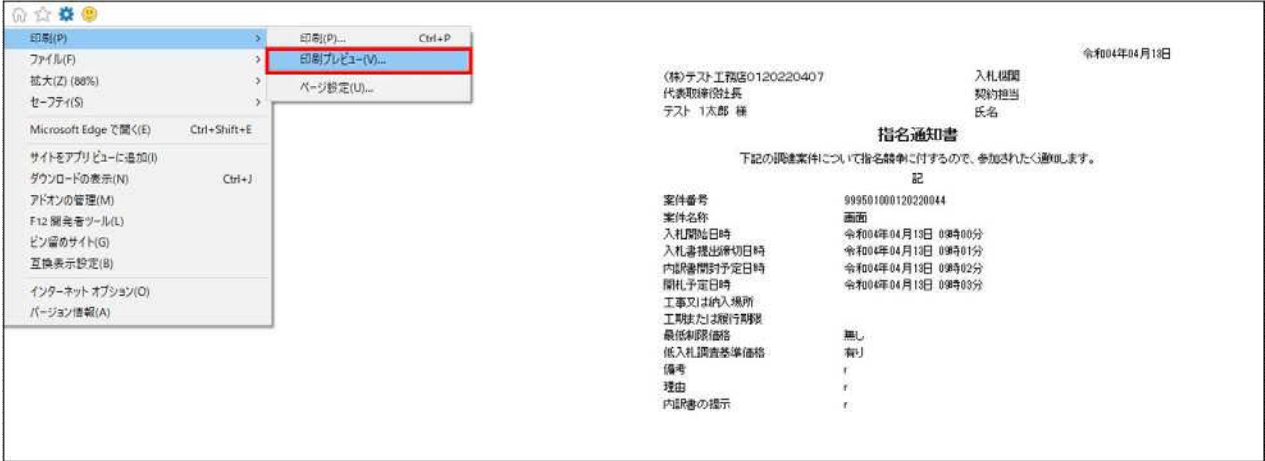 印刷(P) >
印刷(P)... Ctrl+P
印刷プレビュー(V)...
ページ設定(U)...
ファイル(F) >
拡大(Z) (88%) >
セーフティ(S) >
Microsoft Edge で開く(E) Ctrl+Shift+E
サイトをアプリ ビューに追加(I)
ダウンロードの表示(N) Ctrl+J
アドオンの管理(M)
F12 開発者ツール(L)
ピン留めサイト(G)
互換表示設定(B)
インターネット オプション(O)
バージョン情報(A)
令和04年04月13日
(株)テスト工務店0120220407 入札機関
代表取締役社長 契約担当
テスト 1太郎 様 氏名
指名通知書
下記の調達案件について指名競争に付するので、参加されたく通知します。
記
案件番号 999501000120220044
案件名称 画面
入札開始日時 令和04年04月13日 09時00分
入札書提出締切日時 令和04年04月13日 09時01分
内訳書開封予定日時 令和04年04月13日 09時02分
開札予定日時 令和04年04月13日 09時03分
工事又は納入場所
工期または履行期限
最低制限価格 無し
低入札調査基準価格 有り
備考 r
理由 r
内訳書の提示 r